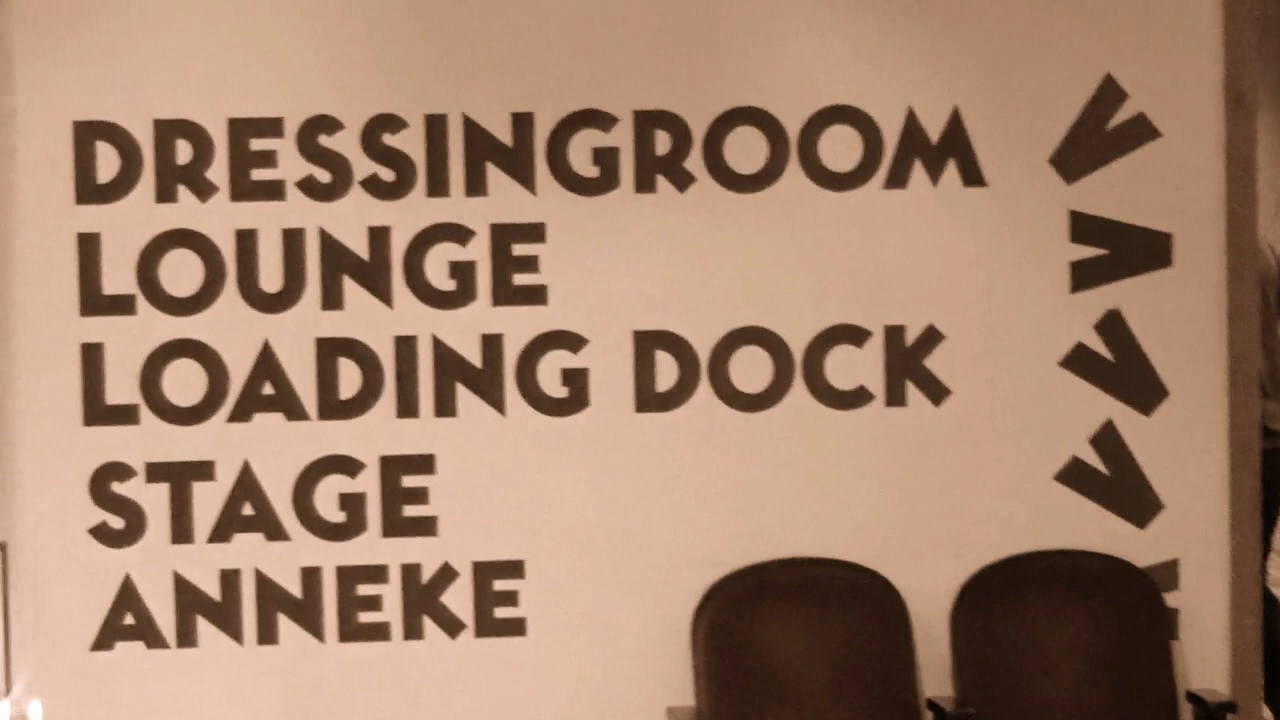 DRESSINGROOM
LOUNGE
LOADING DOCK
STAGE
ANNEKE